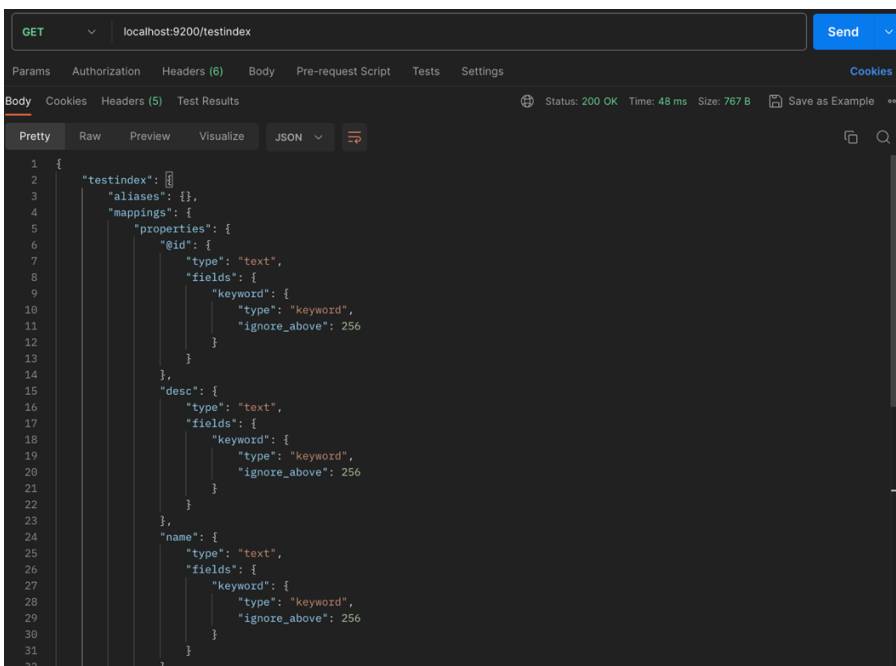 GET localhost:9200/testindex Send
Params Authorization Headers (6) Body Pre-request Script Tests Settings Cookies
Body Cookies Headers (5) Test Results Status: 200 OK Time: 48 ms Size: 767 B Save as Example
Pretty Raw Preview Visualize JSON
1 {
2 "testindex": {
3 "aliases": {},
4 "mappings": {
5 "properties": {
6 "@id": {
7 "type": "text",
8 "fields": {
9 "keyword": {
10 "type": "keyword",
11 "ignore_above": 256
12 }
13 }
14 },
15 "desc": {
16 "type": "text",
17 "fields": {
18 "keyword": {
19 "type": "keyword",
20 "ignore_above": 256
21 }
22 }
23 },
24 "name": {
25 "type": "text",
26 "fields": {
27 "keyword": {
28 "type": "keyword",
29 "ignore_above": 256
30 }
31 }